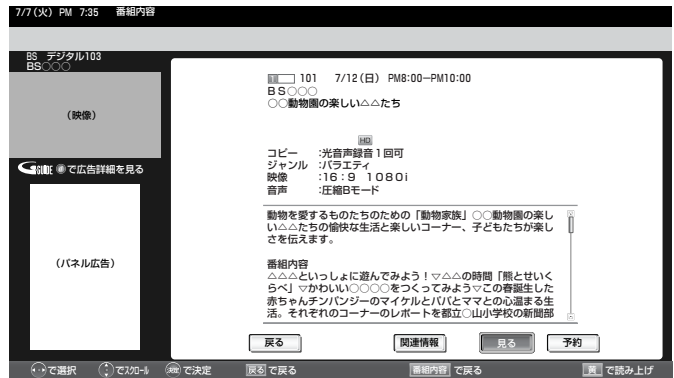 7/7(火) PM 7:35 番組内容
BS デジタル103
BS○○○
(映像)
G GUIDE で広告詳細を見る
(パネル広告)
1 101 7/12(日) PM8:00ーPM10:00
BS○○○
○○動物園の楽しい△△たち
HD
コピー :光音声録音1回可
ジャンル :バラエティ
映像 :16:9 1080i
音声 :圧縮Bモード
動物を愛するものたちのための「動物家族」○○動物園の楽し
い△△たちの愉快な生活と楽しいコーナー、子どもたちが楽し
さを伝えます。
番組内容
△△△といっしょに遊んでみよう!▽△△の時間「熊とせいく
らべ」▽かわいい○○○○をつくってみよう▽この春誕生した
赤ちゃんチンパンジーのマイケルとパパとママとの心温まる生
活。それぞれのコーナーのレポートを都立○山小学校の新聞部
戻る 関連情報 見る 予約
で選択 でスクロール 決定 で決定 戻る で戻る 番組内容 で戻る 黄 で読み上げ